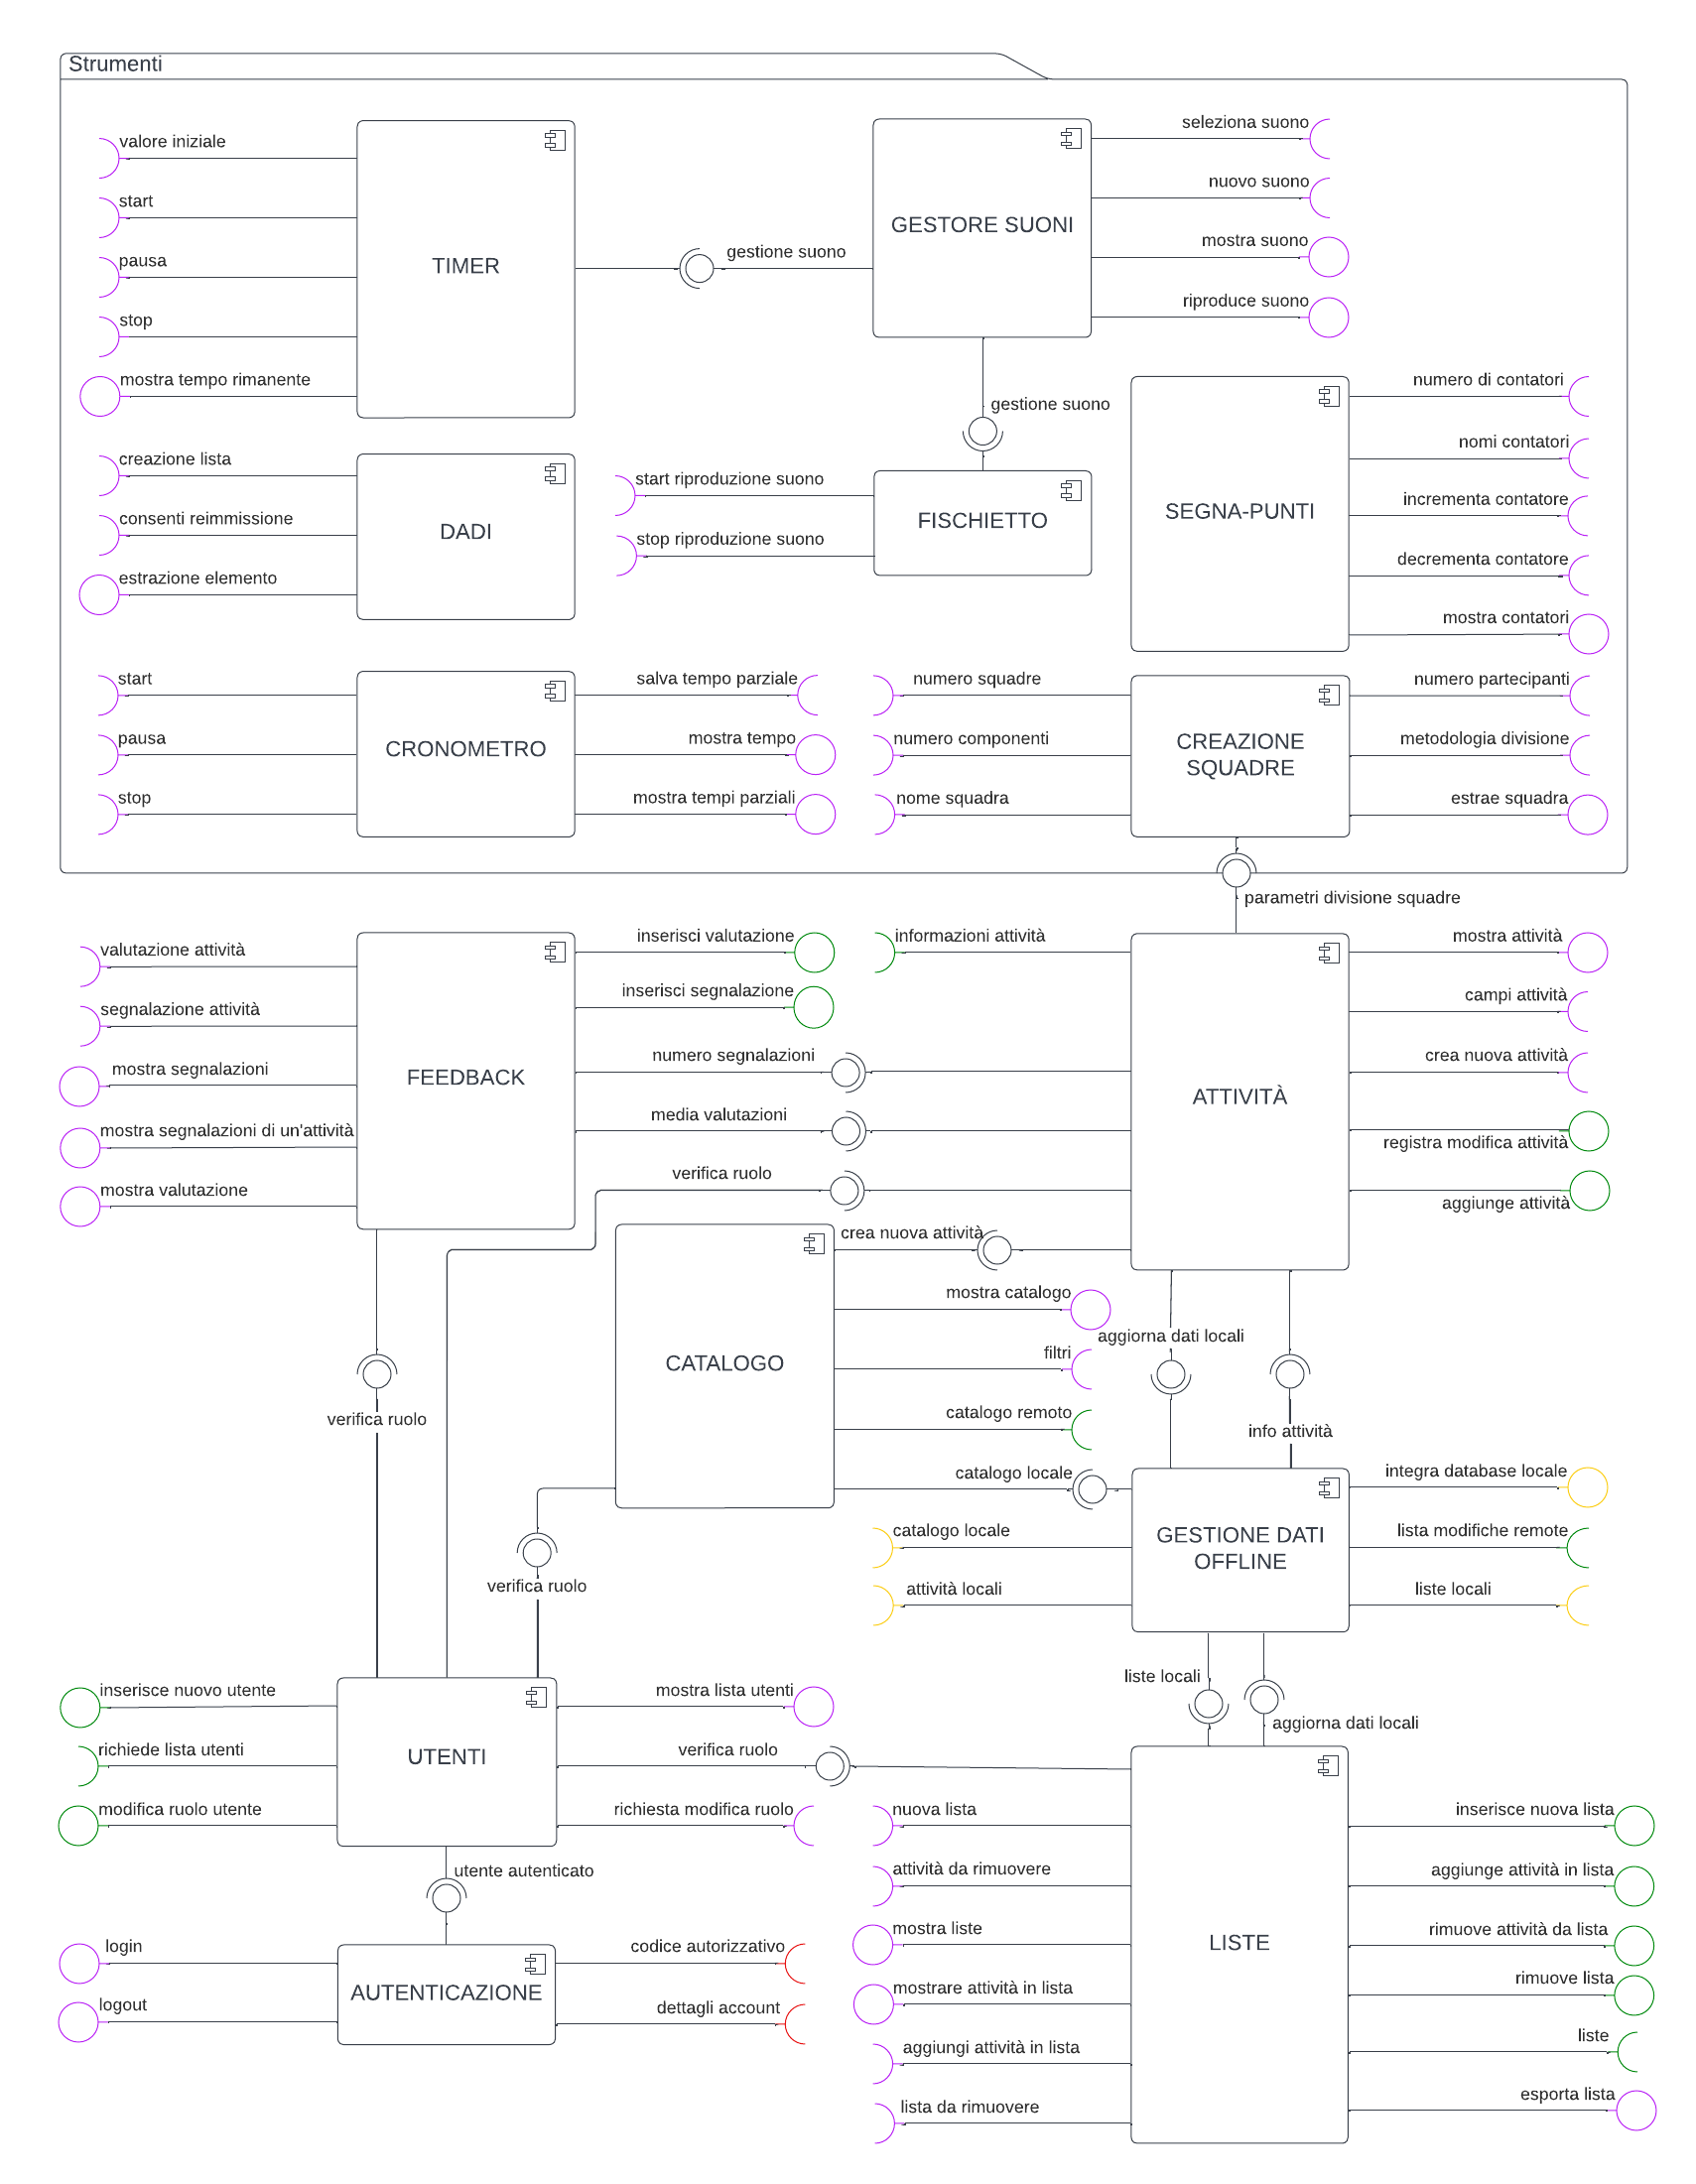 Strumenti
valore iniziale
start
pausa
stop
mostra tempo rimanente
TIMER
gestione suono
GESTORE SUONI
seleziona suono
nuovo suono
mostra suono
riproduce suono
gestione suono
creazione lista
consenti reimmissione
estrazione elemento
DADI
start riproduzione suono
stop riproduzione suono
FISCHIETTO
SEGNA-PUNTI
numero di contatori
nomi contatori
incrementa contatore
decrementa contatore
mostra contatori
start
pausa
stop
CRONOMETRO
salva tempo parziale
mostra tempo
mostra tempi parziali
numero squadre
numero componenti
nome squadra
CREAZIONE
SQUADRE
numero partecipanti
metodologia divisione
estrae squadra
parametri divisione squadre
valutazione attività
segnalazione attività
mostra segnalazioni
mostra segnalazioni di un'attività
mostra valutazione
FEEDBACK
inserisci valutazione
inserisci segnalazione
numero segnalazioni
media valutazioni
verifica ruolo
informazioni attività
ATTIVITÀ
mostra attività
campi attività
crea nuova attività
registra modifica attività
aggiunge attività
crea nuova attività
mostra catalogo
filtri
catalogo remoto
catalogo locale
CATALOGO
aggiorna dati locali
info attività
verifica ruolo
verifica ruolo
catalogo locale
attività locali
GESTIONE DATI
OFFLINE
integra database locale
lista modifiche remote
liste locali
liste locali
aggiorna dati locali
inserisce nuovo utente
richiede lista utenti
modifica ruolo utente
UTENTI
mostra lista utenti
verifica ruolo
richiesta modifica ruolo
utente autenticato
login
logout
AUTENTICAZIONE
codice autorizzativo
dettagli account
nuova lista
attività da rimuovere
mostra liste
mostrare attività in lista
aggiungi attività in lista
lista da rimuovere
LISTE
inserisce nuova lista
aggiunge attività in lista
rimuove attività da lista
rimuove lista
liste
esporta lista